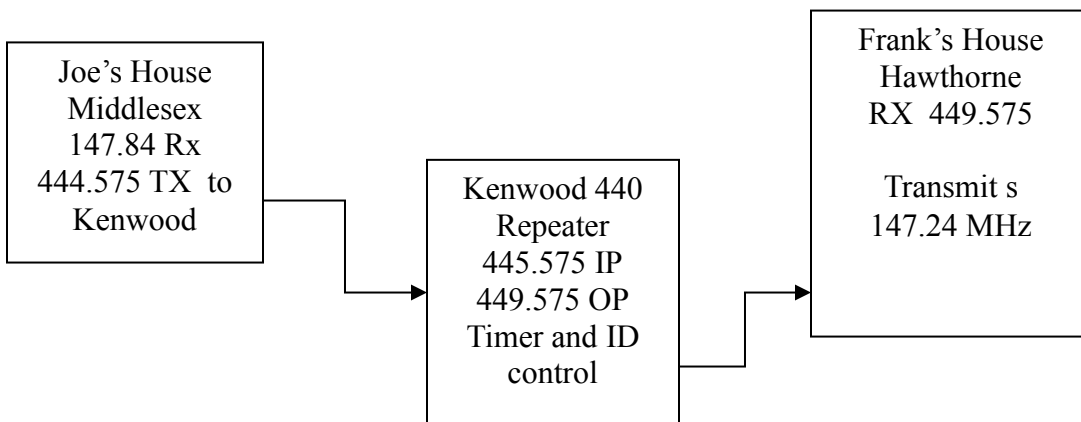 Joe’s House
Middlesex
147.84 Rx
444.575 TX to
Kenwood
Kenwood 440
Repeater
445.575 IP
449.575 OP
Timer and ID
control
Frank’s House
Hawthorne
RX 449.575
Transmit s
147.24 MHz